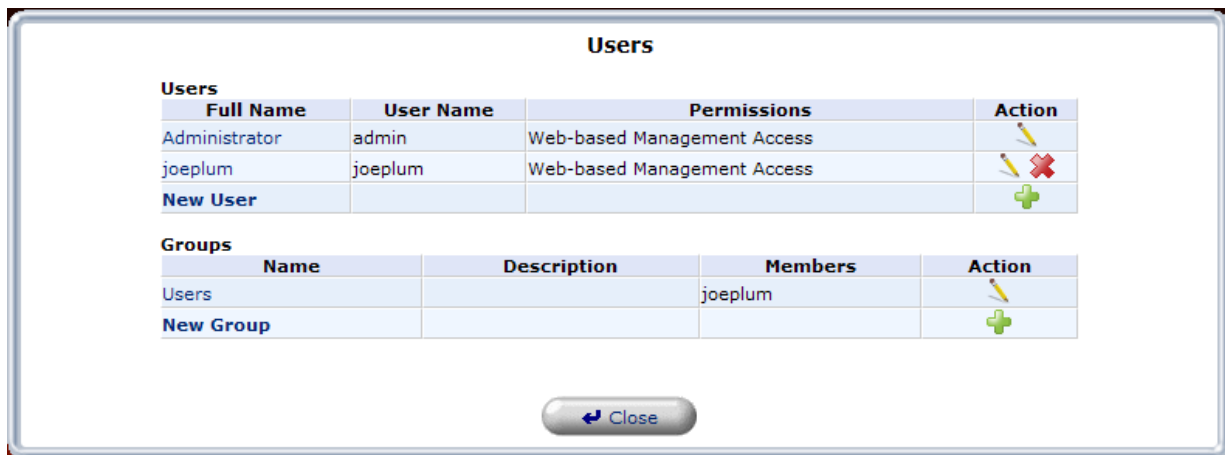 Users
Users
Full Name User Name Permissions Action
Administrator admin Web-based Management Access
joeplum joeplum Web-based Management Access
New User
Groups
Name Description Members Action
Users joeplum
New Group
Close